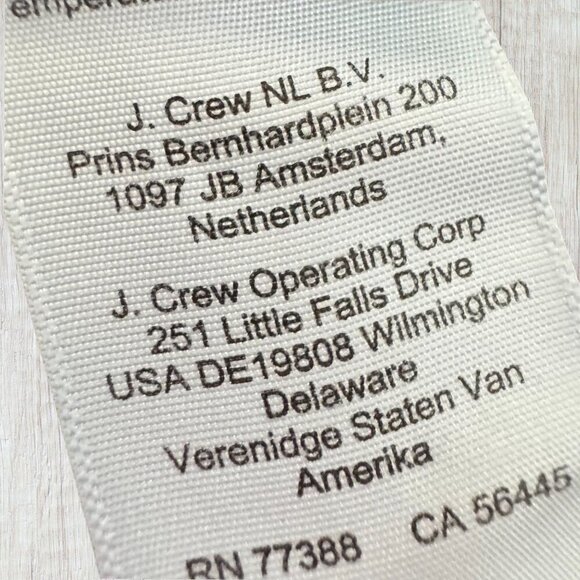 J. Crew NL B.V.
Prins Bernhardplein 200
1097 JB Amsterdam,
Netherlands
J. Crew Operating Corp
251 Little Falls Drive
USA DE19808 Wilmington
Delaware
Verenidge Staten Van
Amerika
RN 77388 CA 56445